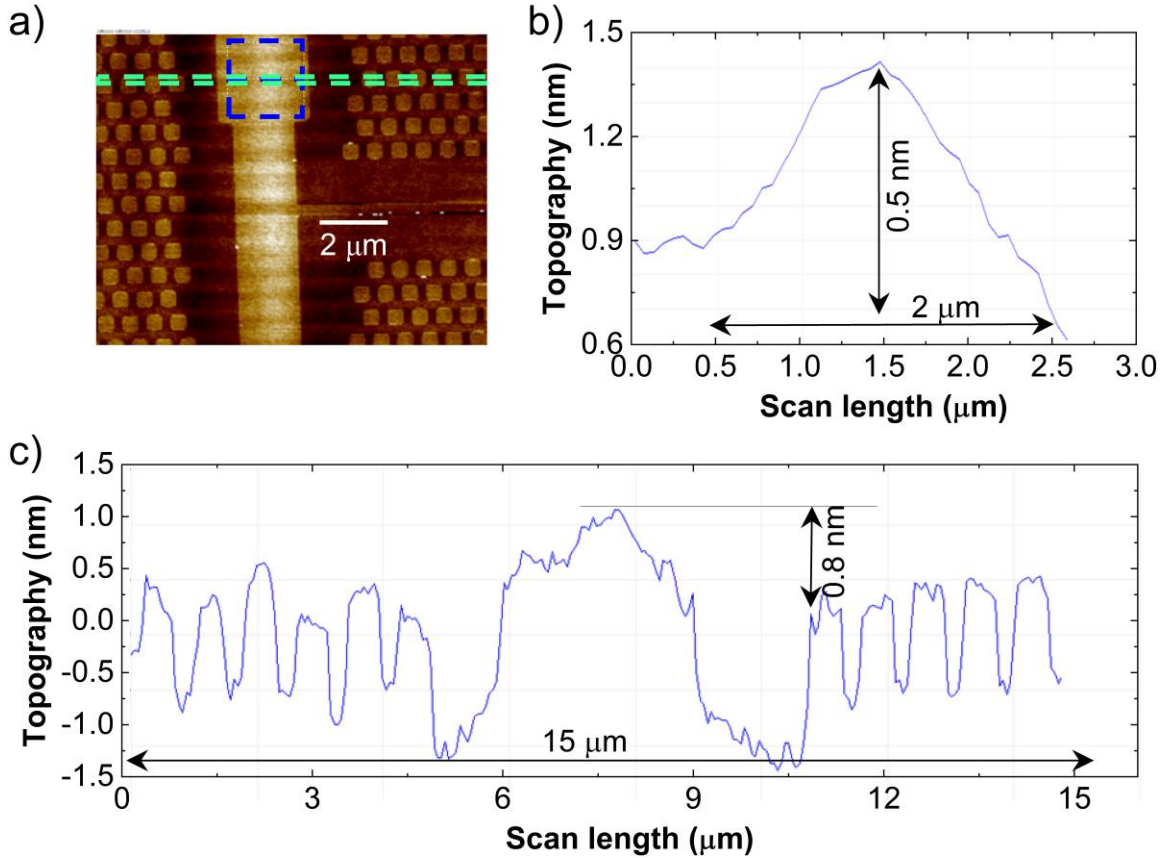 a)
2 μm
b)
Topography (nm)
1.5
1.2
0.9
0.6
0.5 nm
2 μm
0.0 0.5 1.0 1.5 2.0 2.5 3.0
Scan length (μm)
c)
Topography (nm)
1.5
1.0
0.5
0.0
-0.5
-1.0
-1.5
0.8 nm
15 μm
0 3 6 9 12 15
Scan length (μm)